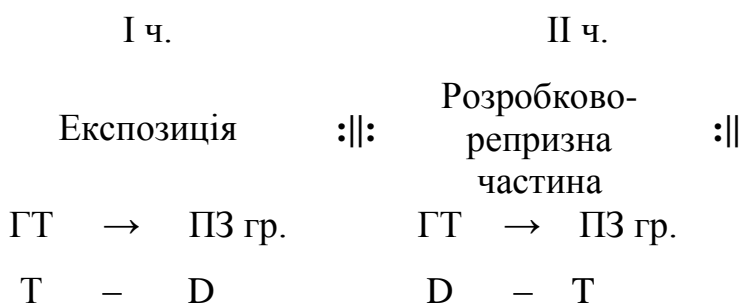 І ч. ІІ ч.
Експозиція :||: Розробково-
репризна
частина :||
ГТ → ПЗ гр. ГТ → ПЗ гр.
T – D D – T